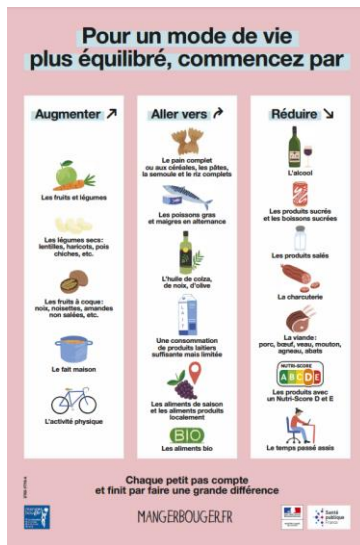 Pour un mode de vie
plus équilibré, commencez par
Augmenter
Les fruits et légumes
Les légumes secs :
lentilles, haricots, pois
chiches, etc.
Les fruits à coque :
noix, noisettes, amandes
non salées, etc.
Le fait maison
L'activité physique
Aller vers
Le pain complet
ou aux céréales, les pâtes,
la semoule et le riz complets
Les poissons gras
et maigres en alternance
L'huile de colza,
de noix, d'olive
Une consommation
de produits laitiers
suffisante mais limitée
Les aliments de saison
et les aliments produits
localement
BIO
Les aliments bio
Réduire
L'alcool
Les produits sucrés
et les boissons sucrées
Les produits salés
La charcuterie
La viande :
porc, bœuf, veau, mouton,
agneau, abats
NUTRI-SCORE
A B C D E
Les produits avec
un Nutri-Score D et E
Le temps passé assis
Chaque petit pas compte
et finit par faire une grande différence
MANGERBOUGER.FR
Santé
publique
France